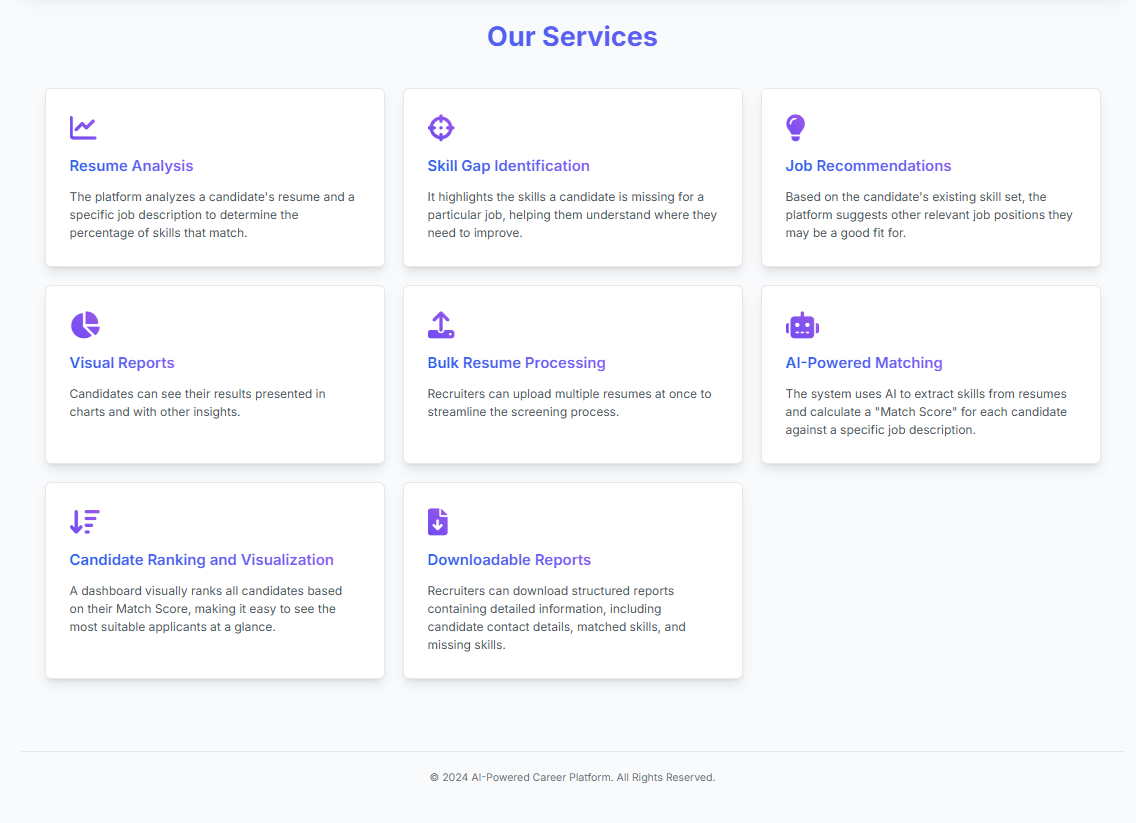 Our Services
Resume Analysis
The platform analyzes a candidate's resume and a
specific job description to determine the
percentage of skills that match.
Skill Gap Identification
It highlights the skills a candidate is missing for a
particular job, helping them understand where they
need to improve.
Job Recommendations
Based on the candidate's existing skill set, the
platform suggests other relevant job positions they
may be a good fit for.
Visual Reports
Candidates can see their results presented in
charts and with other insights.
Bulk Resume Processing
Recruiters can upload multiple resumes at once to
streamline the screening process.
AI-Powered Matching
The system uses AI to extract skills from resumes
and calculate a "Match Score" for each candidate
against a specific job description.
Candidate Ranking and Visualization
A dashboard visually ranks all candidates based
on their Match Score, making it easy to see the
most suitable applicants at a glance.
Downloadable Reports
Recruiters can download structured reports
containing detailed information, including
candidate contact details, matched skills, and
missing skills.
© 2024 AI-Powered Career Platform. All Rights Reserved.